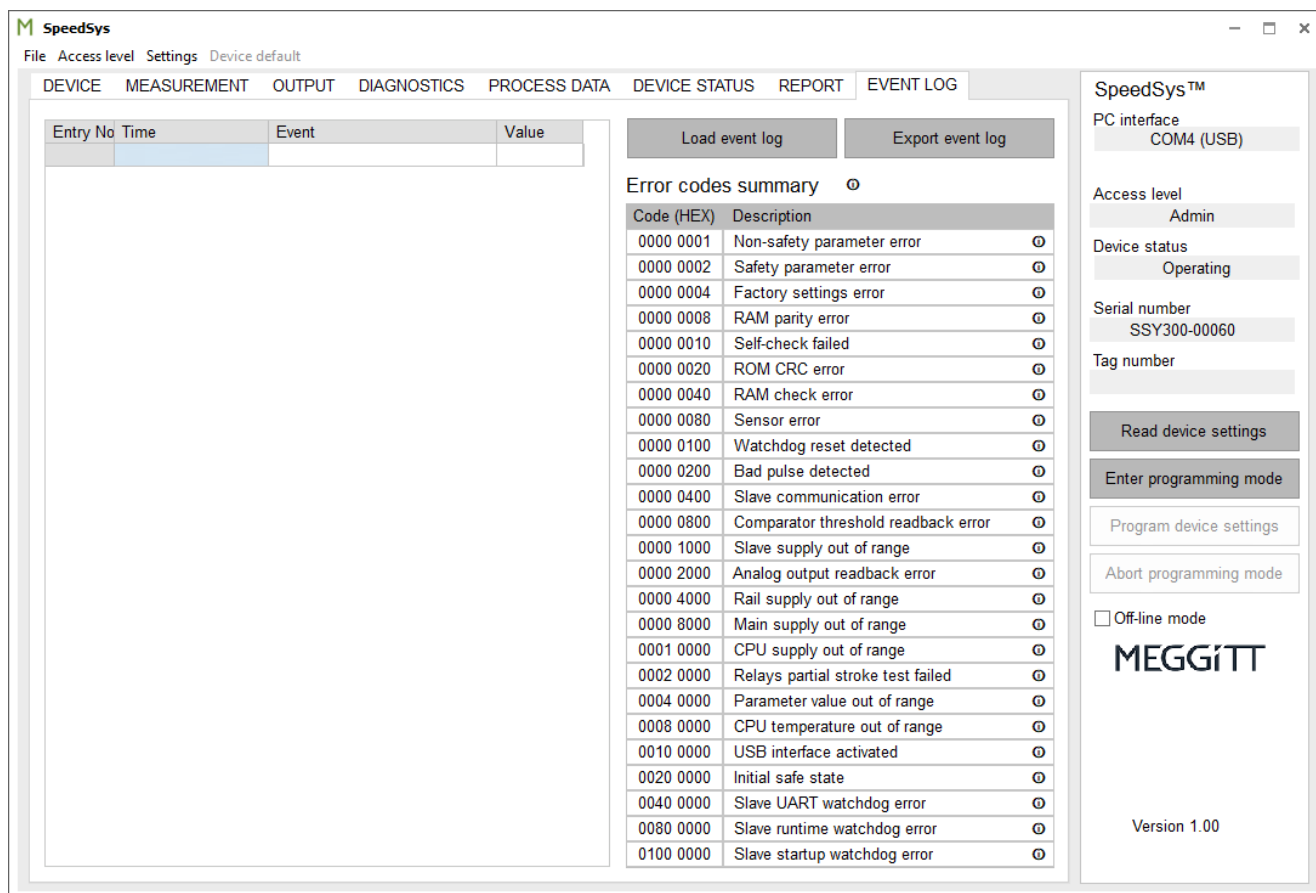 SpeedSys
File Access level Settings Device default
DEVICE MEASUREMENT OUTPUT DIAGNOSTICS PROCESS DATA DEVICE STATUS REPORT EVENT LOG
Entry No Time Event Value
Load event log Export event log
Error codes summary
Code (HEX) Description
0000 0001 Non-safety parameter error
0000 0002 Safety parameter error
0000 0004 Factory settings error
0000 0008 RAM parity error
0000 0010 Self-check failed
0000 0020 ROM CRC error
0000 0040 RAM check error
0000 0080 Sensor error
0000 0100 Watchdog reset detected
0000 0200 Bad pulse detected
0000 0400 Slave communication error
0000 0800 Comparator threshold readback error
0000 1000 Slave supply out of range
0000 2000 Analog output readback error
0000 4000 Rail supply out of range
0000 8000 Main supply out of range
0001 0000 CPU supply out of range
0002 0000 Relays partial stroke test failed
0004 0000 Parameter value out of range
0008 0000 CPU temperature out of range
0010 0000 USB interface activated
0020 0000 Initial safe state
0040 0000 Slave UART watchdog error
0080 0000 Slave runtime watchdog error
0100 0000 Slave startup watchdog error
SpeedSys™
PC interface
COM4 (USB)
Access level
Admin
Device status
Operating
Serial number
SSY300-00060
Tag number
Read device settings
Enter programming mode
Program device settings
Abort programming mode
Off-line mode
MEGGiTT
Version 1.00